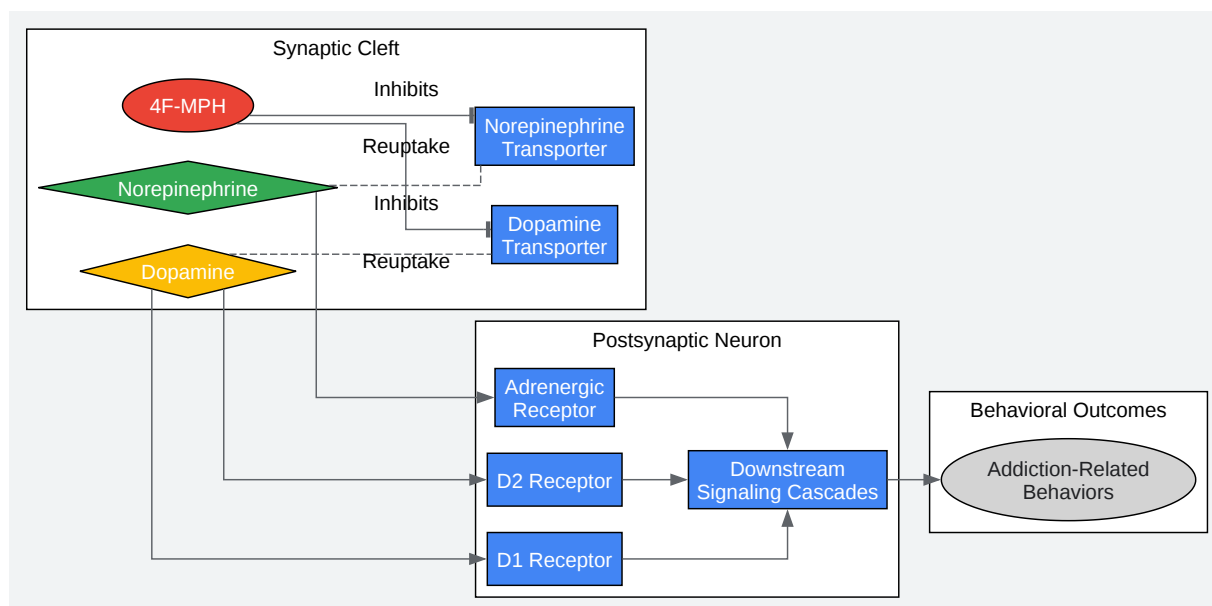 Synaptic Cleft
4F-MPH
Inhibits
Norepinephrine
Transporter
Reuptake
Norepinephrine
Inhibits
Dopamine
Transporter
Reuptake
Dopamine
Postsynaptic Neuron
Adrenergic
Receptor
D2 Receptor
Downstream
Signaling Cascades
D1 Receptor
Behavioral Outcomes
Addiction-Related
Behaviors